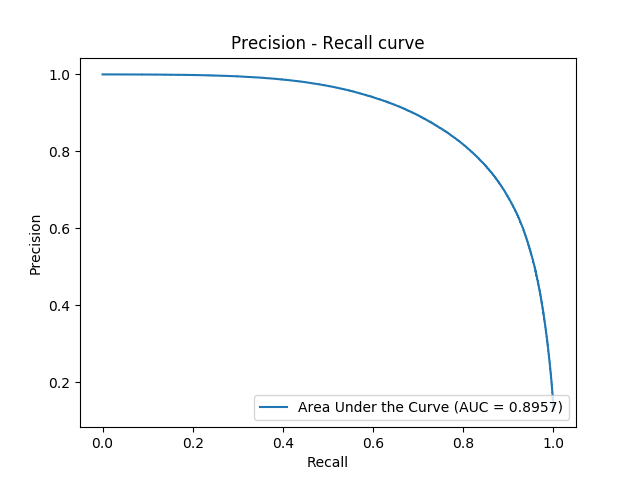 Precision - Recall curve
1.0
0.8
0.6
0.4
0.2
Precision
Area Under the Curve (AUC = 0.8957)
0.0 0.2 0.4 0.6 0.8 1.0
Recall